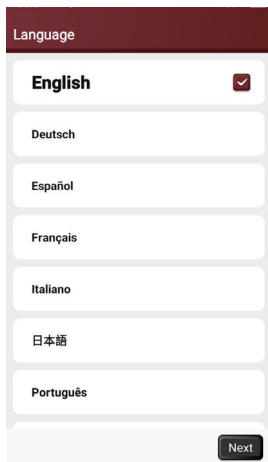 Language
English
Deutsch
Español
Français
Italiano
日本語
Português
Next